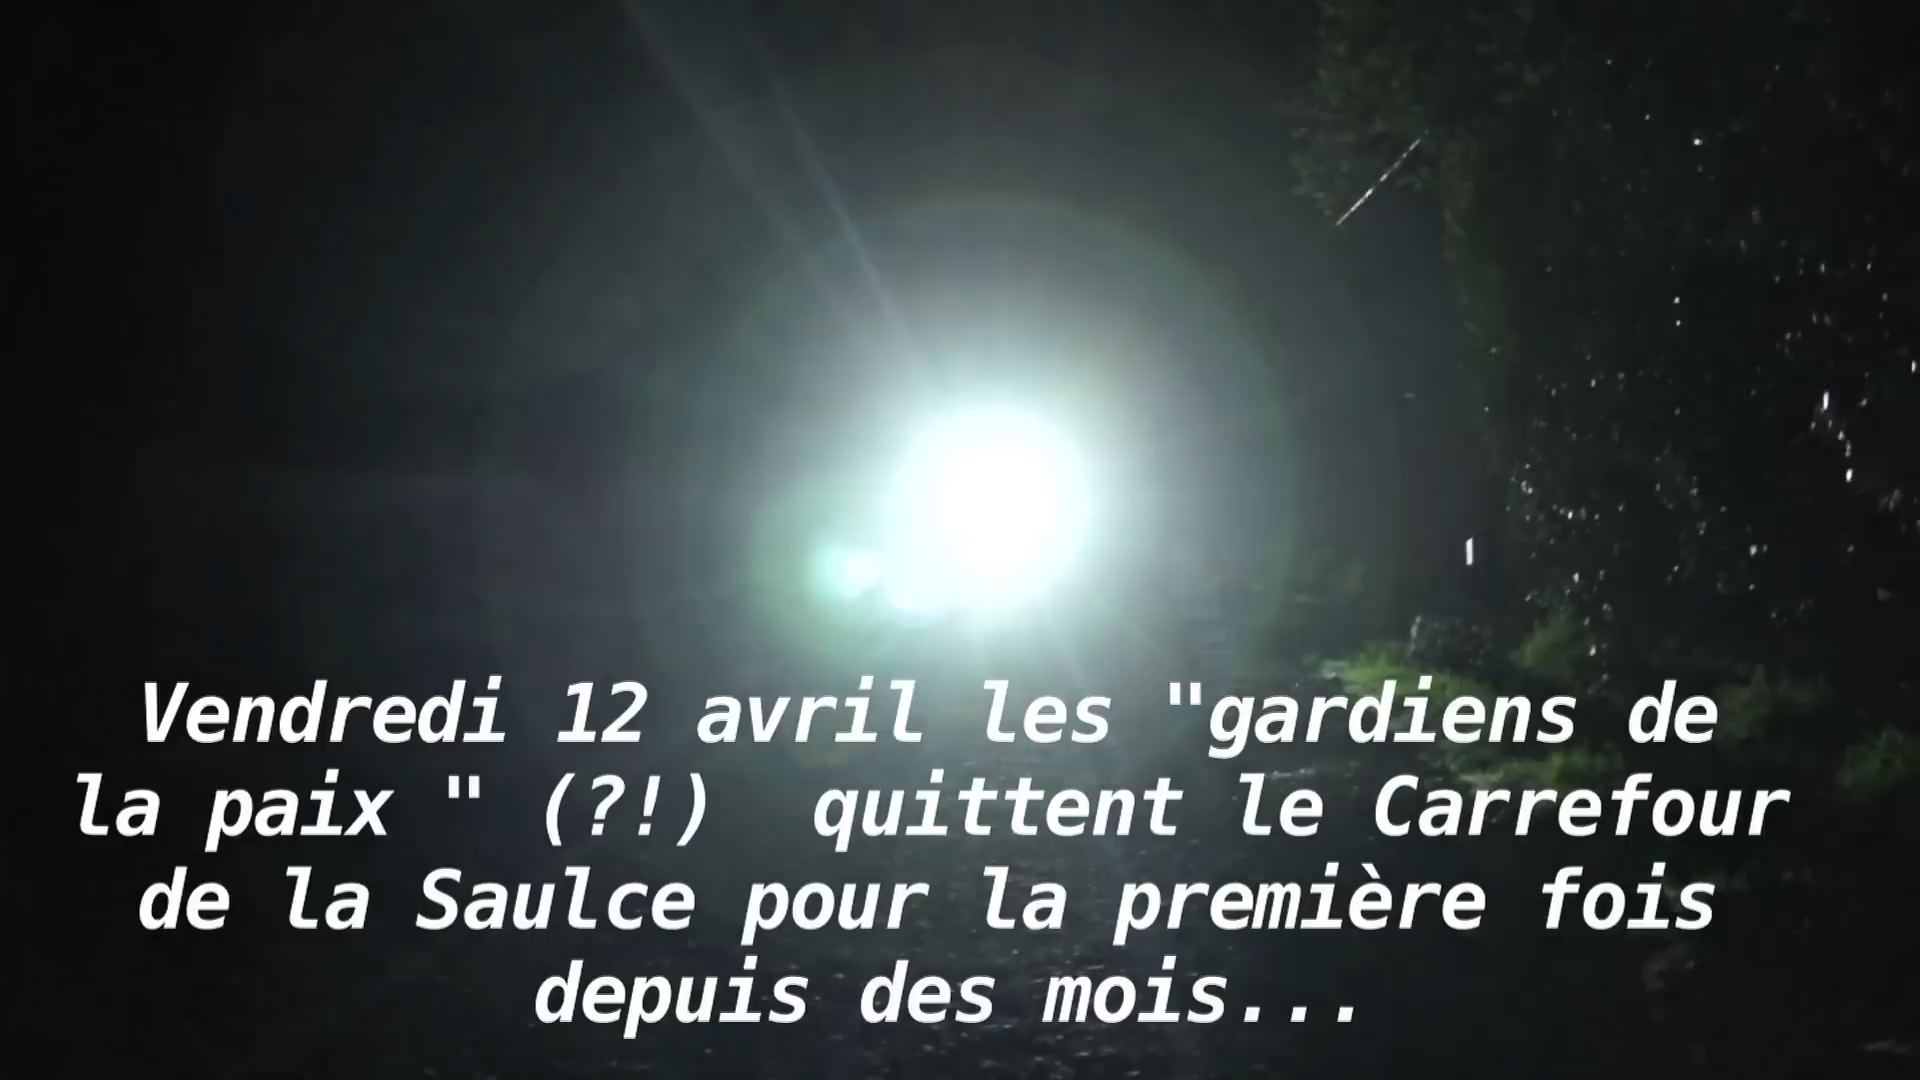 Vendredi 12 avril les "gardiens de
la paix " (?!)  quittent le Carrefour
de la Saulce pour la première fois
depuis des mois...